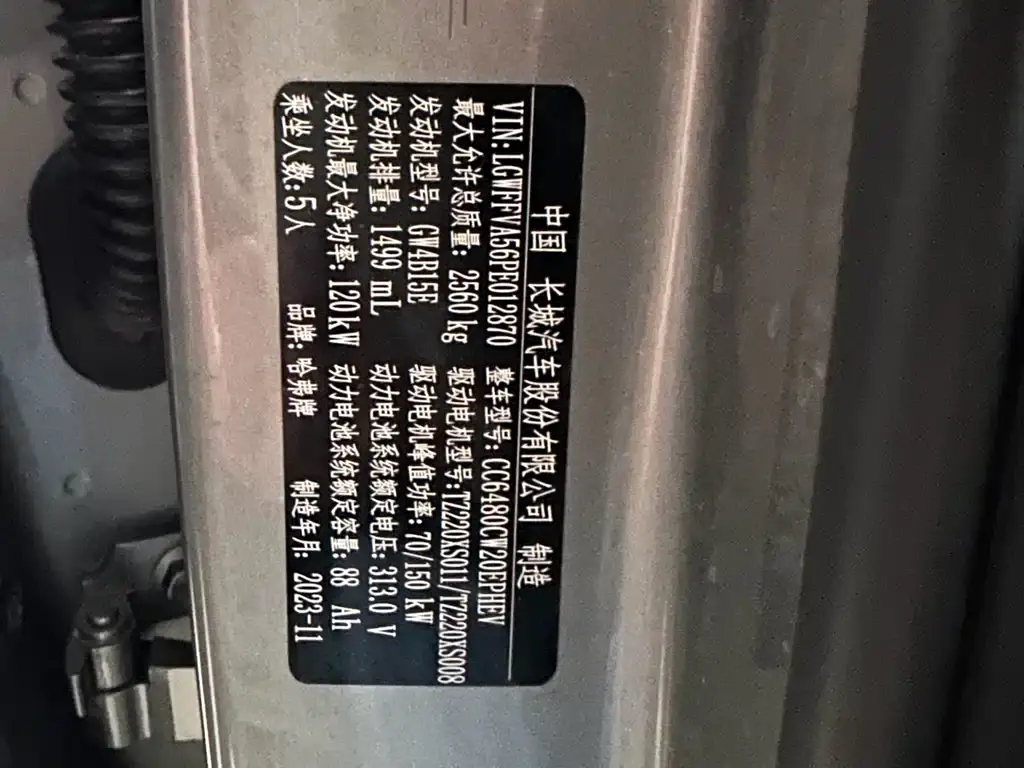 中国 长城汽车股份有限公司 制造
VIN:LGWFFVA56PE012870 整车型号:CC6480CW20EPHEV
最大允许总质量: 2560kg 驱动电机型号:TZ220XS011/TZ220XS008
发动机型号: GW4B15E 驱动电机峰值功率:70/150 kW
发动机排量: 1499 mL 动力电池系统额定电压:313.0 V
发动机最大净功率:120kW 动力电池系统额定容量:88 Ah
乘坐人数:5人 品牌:哈弗牌 制造年月: 2023-11